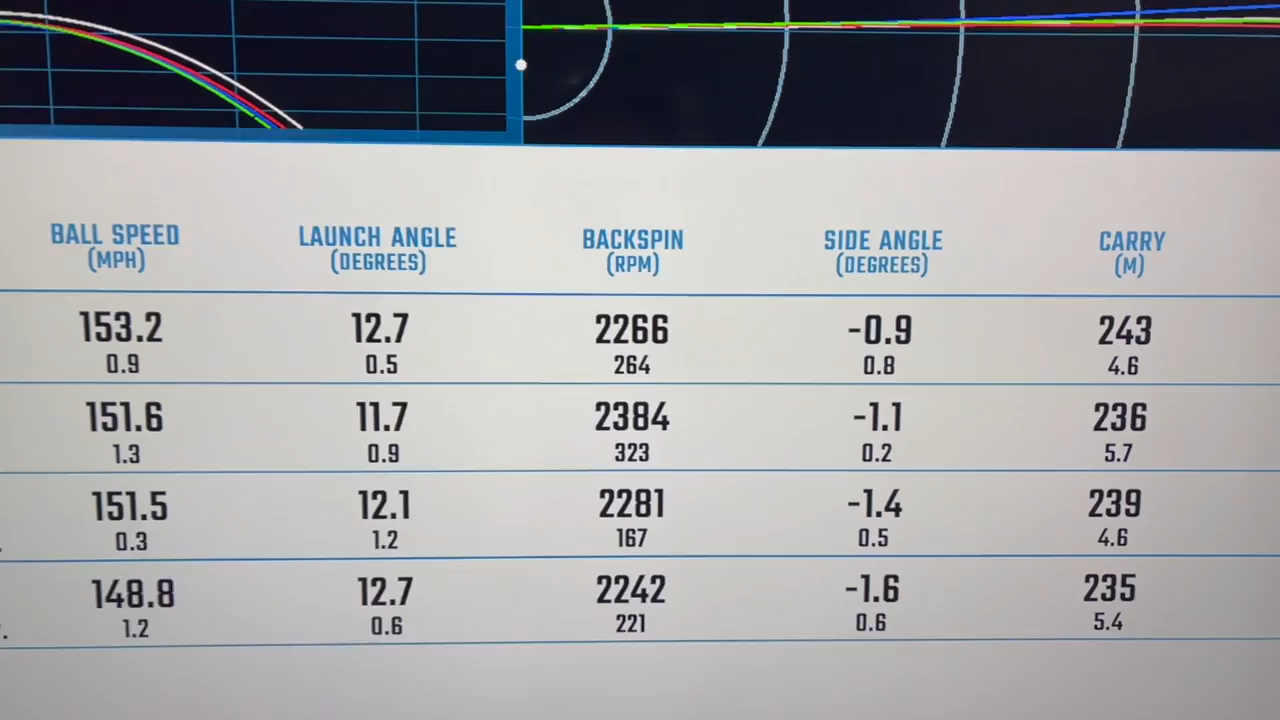 BALL SPEED LAUNCH ANGLE BACKSPIN SIDE ANGLE CARRY
(MPH) (DEGREES) (RPM) (DEGREES) (M)
153.2 12.7 2266 -0.9 243
0.9 0.5 264 0.8 4.6
151.6 11.7 2384 -1.1 236
1.3 0.9 323 0.2 5.7
151.5 12.1 2281 -1.4 239
0.3 1.2 167 0.5 4.6
148.8 12.7 2242 -1.6 235
1.2 0.6 221 0.6 5.4